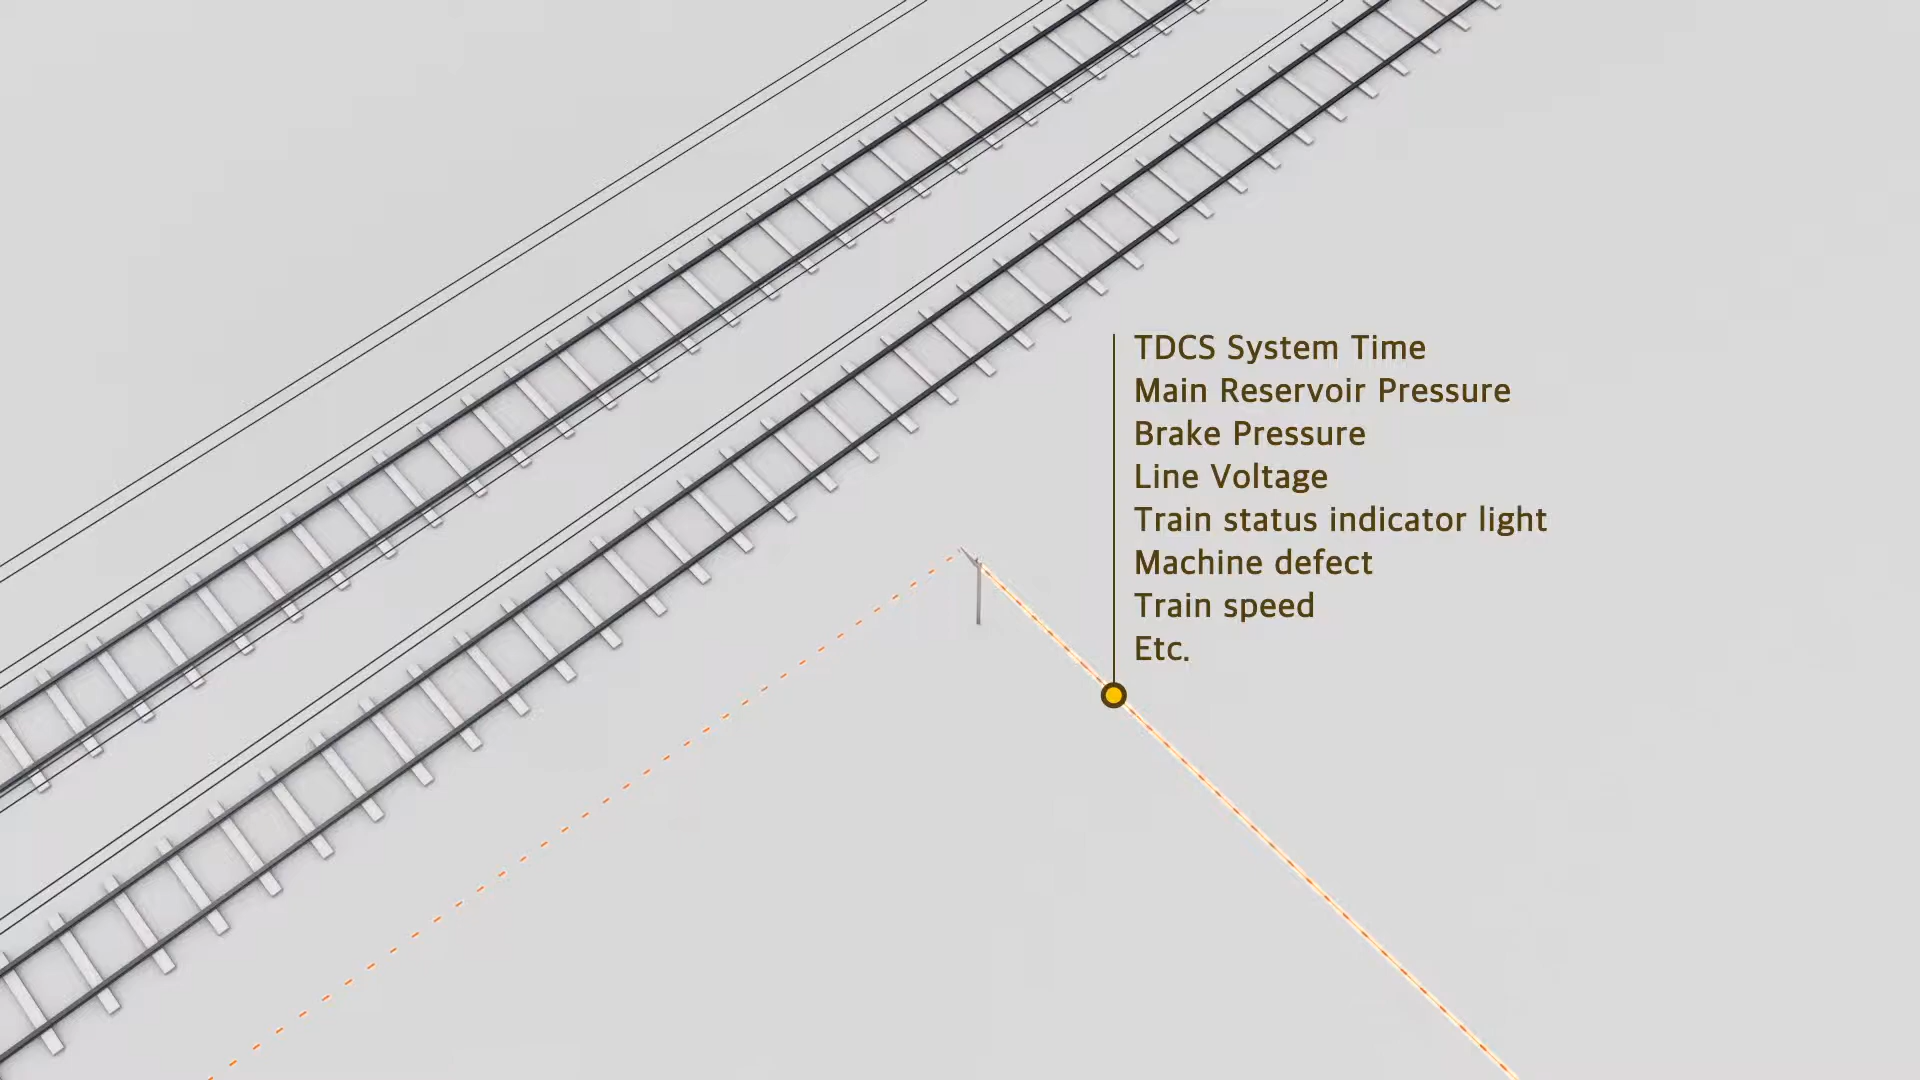 TDCS System Time
Main Reservoir Pressure
Brake Pressure
Line Voltage
Train status indicator light
Machine defect
Train speed
Etc.